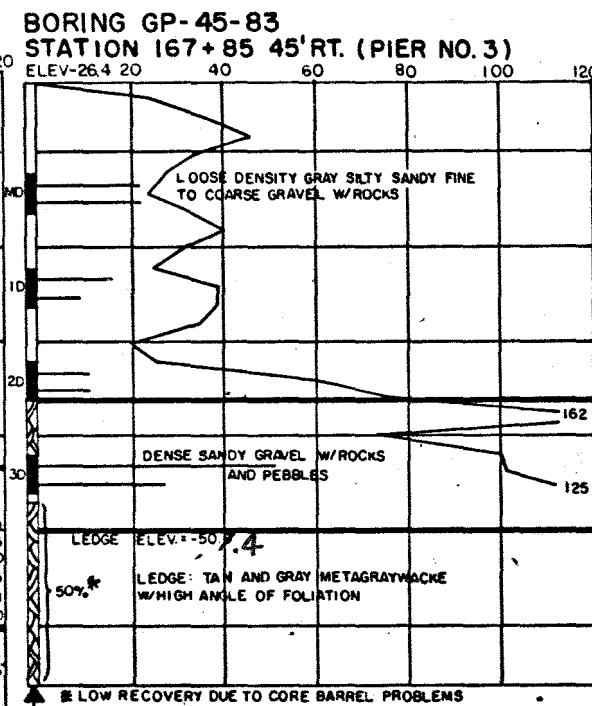 BORING GP-45-83
STATION 167+85 45' RT. (PIER NO. 3)
20
ELEV-26.4 20 40 60 80 100 120
LOOSE DENSITY GRAY SILTY SANDY FINE
TO COARSE GRAVEL W/ROCKS
MD
1D
2D
162
DENSE SANDY GRAVEL W/ROCKS
AND PEBBLES
3D
125
LEDGE ELEV.=-50.4
50%*
LEDGE: TAN AND GRAY METAGRAYWACKE
W/HIGH ANGLE OF FOLIATION
* LOW RECOVERY DUE TO CORE BARREL PROBLEMS